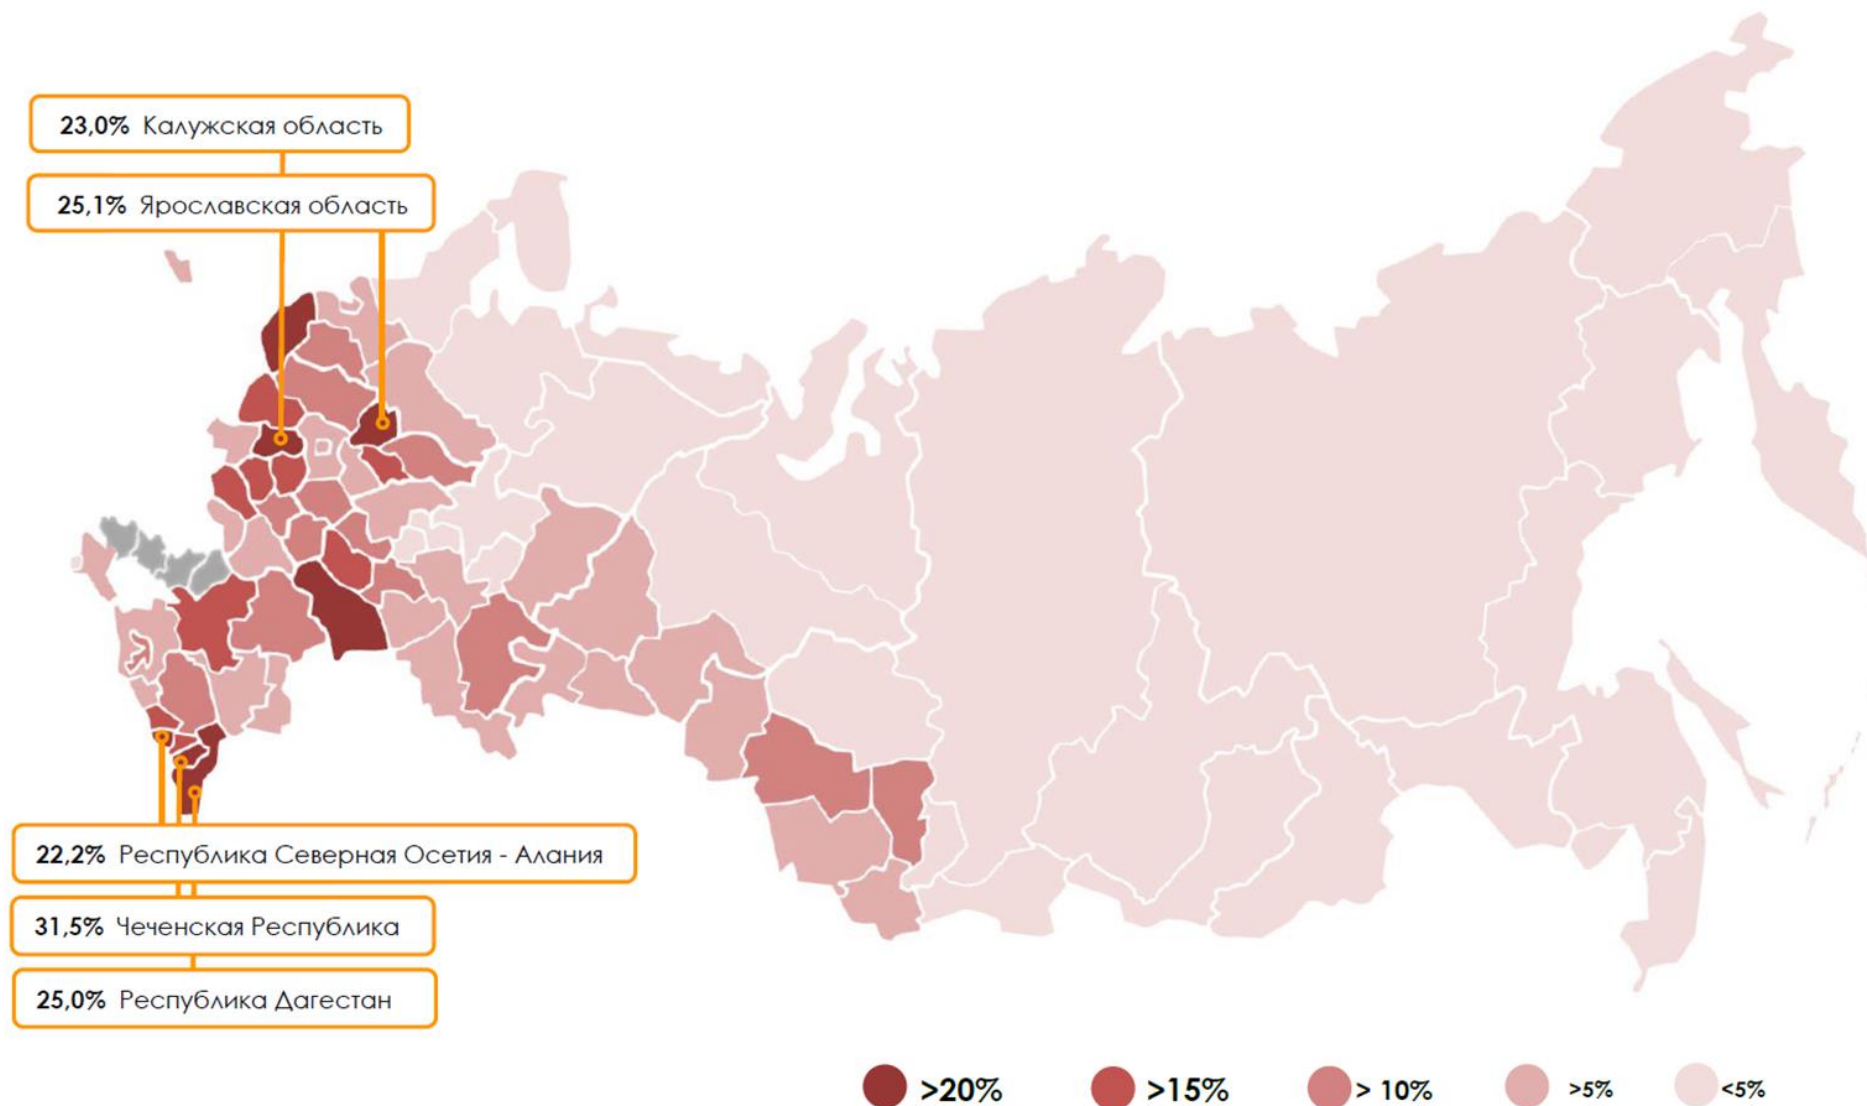 23,0% Калужская область
25,1% Ярославская область
22,2% Республика Северная Осетия - Алания
31,5% Чеченская Республика
25,0% Республика Дагестан
>20% >15% > 10% >5% <5%